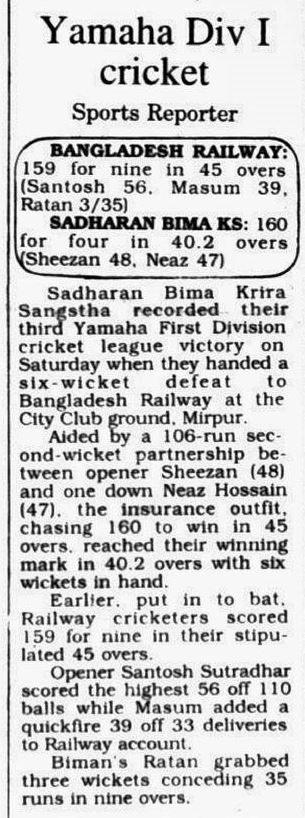 Yamaha Div I
cricket
Sports Reporter
BANGLADESH RAILWAY:
159 for nine in 45 overs
(Santosh 56, Masum 39,
Ratan 3/35)
SADHARAN BIMA KS: 160
for four in 40.2 overs
(Sheezan 48, Neaz 47)
Sadharan Bima Krira
Sangstha recorded their
third Yamaha First Division
cricket league victory on
Saturday when they handed a
six-wicket defeat to
Bangladesh Railway at the
City Club ground, Mirpur.
Aided by a 106-run sec-
ond-wicket partnership be-
tween opener Sheezan (48)
and one down Neaz Hossain
(47), the insurance outfit,
chasing 160 to win in 45
overs, reached their winning
mark in 40.2 overs with six
wickets in hand.
Earlier, put in to bat,
Railway cricketers scored
159 for nine in their stipu-
lated 45 overs.
Opener Santosh Sutradhar
scored the highest 56 off 110
balls while Masum added a
quickfire 39 off 33 deliveries
to Railway account.
Biman's Ratan grabbed
three wickets conceding 35
runs in nine overs.